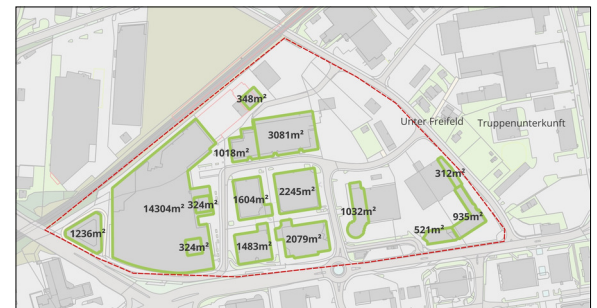 348m²
Unter Freifeld
Truppenunterkunft
3081m²
1018m²
312m²
2245m²
1604m²
324m²
14304m²
1032m²
935m²
521m²
1236m²
2079m²
1483m²
324m²